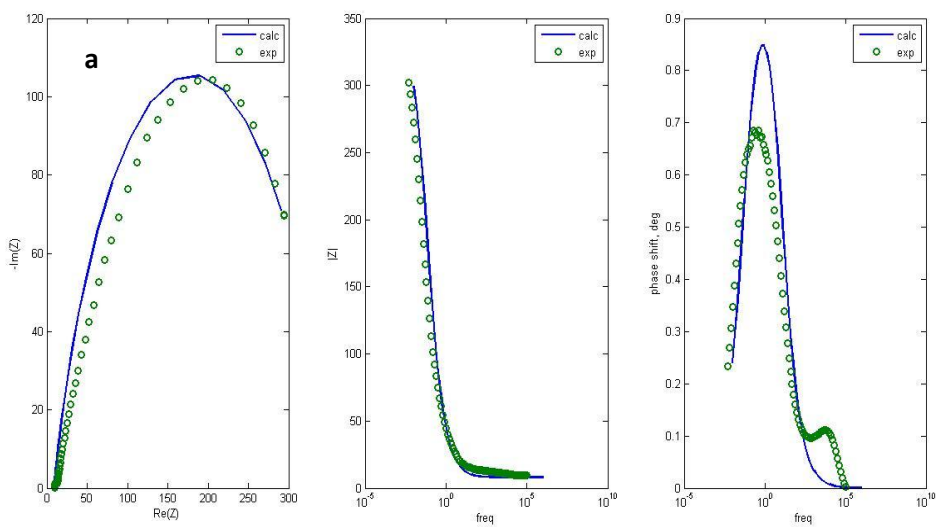 a
calc
exp
120
100
80
60
40
20
0
0 50 100 150 200 250 300
-Im(Z)
Re(Z)
calc
exp
350
300
250
200
150
100
50
0
10^-5 10^0 10^5 10^10
|Z|
freq
calc
exp
0.9
0.8
0.7
0.6
0.5
0.4
0.3
0.2
0.1
0
10^-5 10^0 10^5 10^10
phase shift, deg
freq